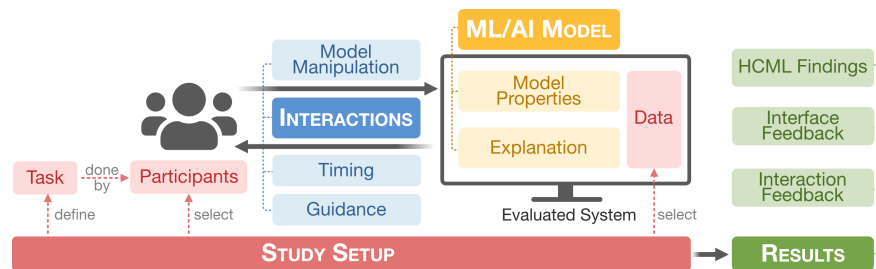 ML/AI MODEL
Model
Manipulation
INTERACTIONS
Timing
Guidance
Model
Properties
Explanation
Data
Evaluated System
HCML Findings
Interface
Feedback
Interaction
Feedback
Task
done
by
Participants
define
select
select
STUDY SETUP
RESULTS